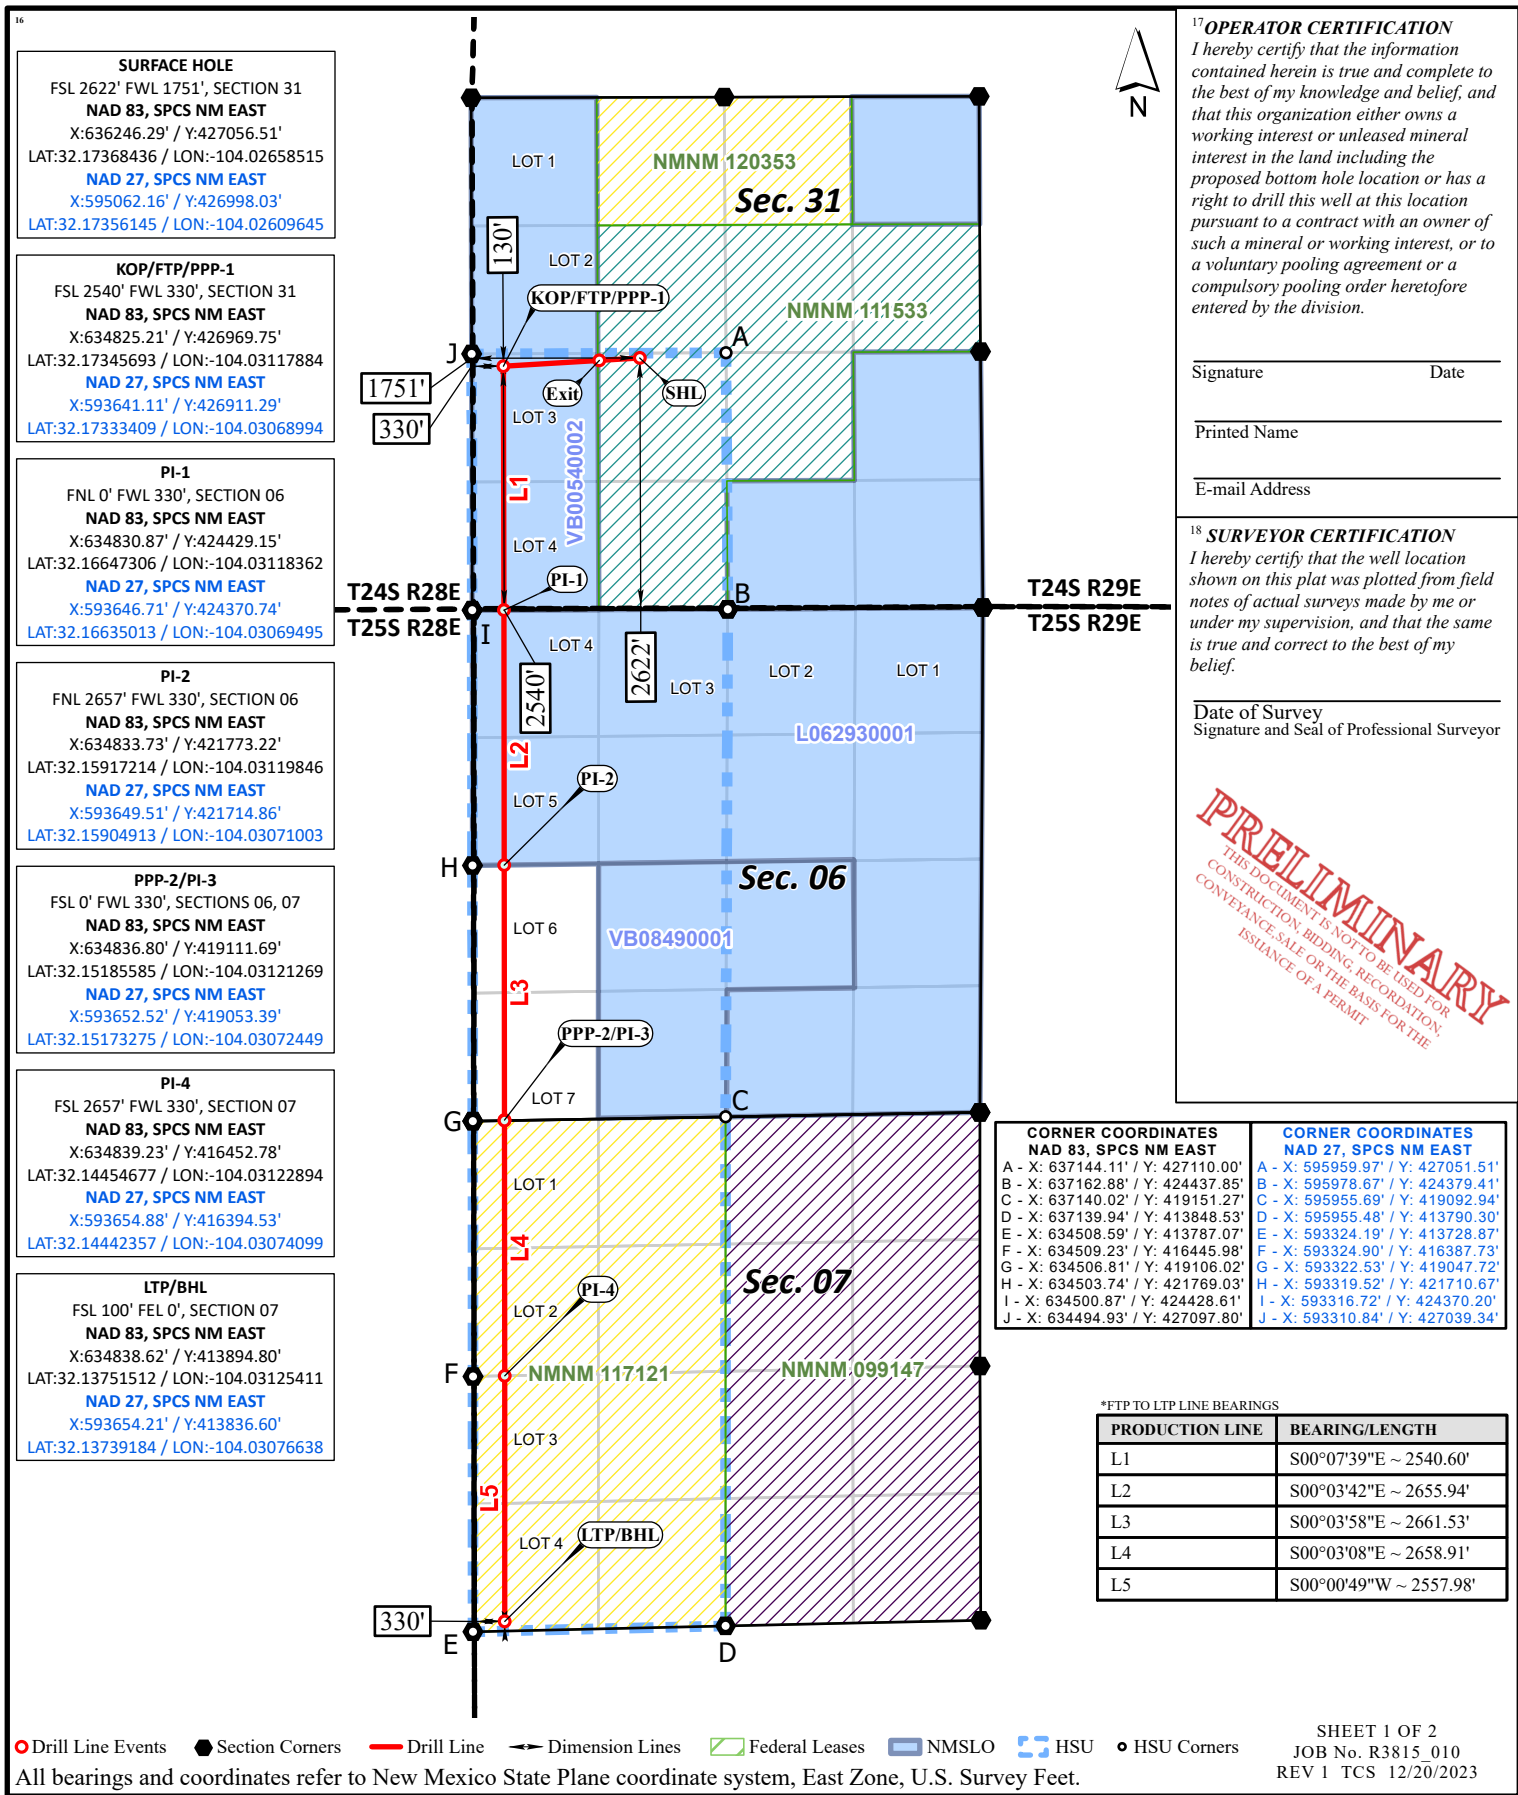 16
SURFACE HOLE
FSL 2622' FWL 1751', SECTION 31
NAD 83, SPCS NM EAST
X:636246.29' / Y:427056.51'
LAT:32.17368436 / LON:-104.02658515
NAD 27, SPCS NM EAST
X:595062.16' / Y:426998.03'
LAT:32.17356145 / LON:-104.02609645
KOP/FTP/PPP-1
FSL 2540' FWL 330', SECTION 31
NAD 83, SPCS NM EAST
X:634825.21' / Y:426969.75'
LAT:32.17345693 / LON:-104.03117884
NAD 27, SPCS NM EAST
X:593641.11' / Y:426911.29'
LAT:32.17333409 / LON:-104.03068994
PI-1
FNL 0' FWL 330', SECTION 06
NAD 83, SPCS NM EAST
X:634830.87' / Y:424429.15'
LAT:32.16647306 / LON:-104.03118362
NAD 27, SPCS NM EAST
X:593646.71' / Y:424370.74'
LAT:32.16635013 / LON:-104.03069495
PI-2
FNL 2657' FWL 330', SECTION 06
NAD 83, SPCS NM EAST
X:634833.73' / Y:421773.22'
LAT:32.15917214 / LON:-104.03119846
NAD 27, SPCS NM EAST
X:593649.51' / Y:421714.86'
LAT:32.15904913 / LON:-104.03071003
PPP-2/PI-3
FSL 0' FWL 330', SECTIONS 06, 07
NAD 83, SPCS NM EAST
X:634836.80' / Y:419111.69'
LAT:32.15185585 / LON:-104.03121269
NAD 27, SPCS NM EAST
X:593652.52' / Y:419053.39'
LAT:32.15173275 / LON:-104.03072449
PI-4
FSL 2657' FWL 330', SECTION 07
NAD 83, SPCS NM EAST
X:634839.23' / Y:416452.78'
LAT:32.14454677 / LON:-104.03122894
NAD 27, SPCS NM EAST
X:593654.88' / Y:416394.53'
LAT:32.14442357 / LON:-104.03074099
LTP/BHL
FSL 100' FEL 0', SECTION 07
NAD 83, SPCS NM EAST
X:634838.62' / Y:413894.80'
LAT:32.13751512 / LON:-104.03125411
NAD 27, SPCS NM EAST
X:593654.21' / Y:413836.60'
LAT:32.13739184 / LON:-104.03076638
N
LOT 1
NMNM 120353
Sec. 31
130'
LOT 2
KOP/FTP/PPP-1
NMNM 111533
J
A
1751'
Exit
SHL
330'
LOT 3
VB00540002
L1
LOT 4
PI-1
T24S R28E
B
T24S R29E
T25S R28E
I
T25S R29E
LOT 4
2540'
2622'
LOT 3
LOT 2
LOT 1
L062930001
L2
PI-2
LOT 5
H
Sec. 06
LOT 6
VB08490001
L3
PPP-2/PI-3
LOT 7
C
G
LOT 1
L4
Sec. 07
PI-4
LOT 2
F
NMNM 117121
NMNM 099147
LOT 3
L5
LTP/BHL
LOT 4
330'
E
D
17 OPERATOR CERTIFICATION
I hereby certify that the information
contained herein is true and complete to
the best of my knowledge and belief, and
that this organization either owns a
working interest or unleased mineral
interest in the land including the
proposed bottom hole location or has a
right to drill this well at this location
pursuant to a contract with an owner of
such a mineral or working interest, or to
a voluntary pooling agreement or a
compulsory pooling order heretofore
entered by the division.
Signature Date
Printed Name
E-mail Address
18 SURVEYOR CERTIFICATION
I hereby certify that the well location
shown on this plat was plotted from field
notes of actual surveys made by me or
under my supervision, and that the same
is true and correct to the best of my
belief.
Date of Survey
Signature and Seal of Professional Surveyor
PRELIMINARY
THIS DOCUMENT IS NOT TO BE USED FOR
CONSTRUCTION, BIDDING, RECORDATION,
CONVEYANCE, SALE OR THE BASIS FOR THE
ISSUANCE OF A PERMIT
CORNER COORDINATES
NAD 83, SPCS NM EAST
A - X: 637144.11' / Y: 427110.00'
B - X: 637162.88' / Y: 424437.85'
C - X: 637140.02' / Y: 419151.27'
D - X: 637139.94' / Y: 413848.53'
E - X: 634508.59' / Y: 413787.07'
F - X: 634509.23' / Y: 416445.98'
G - X: 634506.81' / Y: 419106.02'
H - X: 634503.74' / Y: 421769.03'
I - X: 634500.87' / Y: 424428.61'
J - X: 634494.93' / Y: 427097.80'
CORNER COORDINATES
NAD 27, SPCS NM EAST
A - X: 595959.97' / Y: 427051.51'
B - X: 595978.67' / Y: 424379.41'
C - X: 595955.69' / Y: 419092.94'
D - X: 595955.48' / Y: 413790.30'
E - X: 593324.19' / Y: 413728.87'
F - X: 593324.90' / Y: 416387.73'
G - X: 593322.53' / Y: 419047.72'
H - X: 593319.52' / Y: 421710.67'
I - X: 593316.72' / Y: 424370.20'
J - X: 593310.84' / Y: 427039.34'
*FTP TO LTP LINE BEARINGS
PRODUCTION LINE BEARING/LENGTH
L1 S00°07'39"E ~ 2540.60'
L2 S00°03'42"E ~ 2655.94'
L3 S00°03'58"E ~ 2661.53'
L4 S00°03'08"E ~ 2658.91'
L5 S00°00'49"W ~ 2557.98'
Drill Line Events Section Corners Drill Line Dimension Lines Federal Leases NMSLO HSU HSU Corners
All bearings and coordinates refer to New Mexico State Plane coordinate system, East Zone, U.S. Survey Feet.
SHEET 1 OF 2
JOB No. R3815_010
REV 1 TCS 12/20/2023